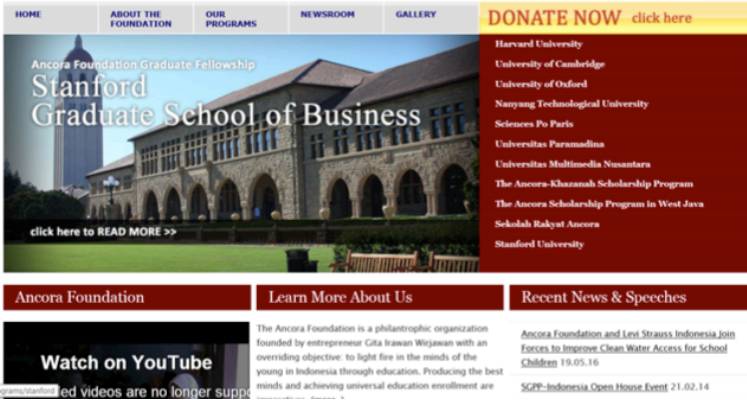 HOME
ABOUT THE
FOUNDATION
OUR
PROGRAMS
NEWSROOM
GALLERY
DONATE NOW click here
Ancora Foundation Graduate Fellowship
Stanford
Graduate School of Business
click here to READ MORE >>
Harvard University
University of Cambridge
University of Oxford
Nanyang Technological University
Sciences Po Paris
Universitas Paramadina
Universitas Multimedia Nusantara
The Ancora-Khazanah Scholarship Program
The Ancora Scholarship Program in West Java
Sekolah Rakyat Ancora
Stanford University
Ancora Foundation
Watch on YouTube
ed videos are no longer suppo
grams/stanford
Learn More About Us
The Ancora Foundation is a philantrophic organization
founded by entrepreneur Gita Irawan Wirjawan with an
overriding objective: to light fire in the minds of the
young in Indonesia through education. Producing the best
minds and achieving universal education enrollment are
Recent News & Speeches
Ancora Foundation and Levi Strauss Indonesia Join
Forces to Improve Clean Water Access for School
Children 19.05.16
SGPP-Indonesia Open House Event 21.02.14